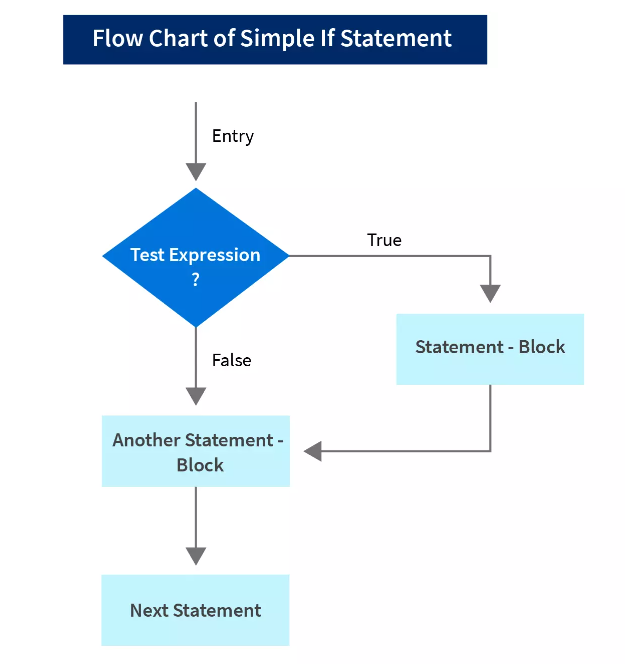 Flow Chart of Simple If Statement
Entry
Test Expression
?
True
Statement - Block
False
Another Statement -
Block
Next Statement